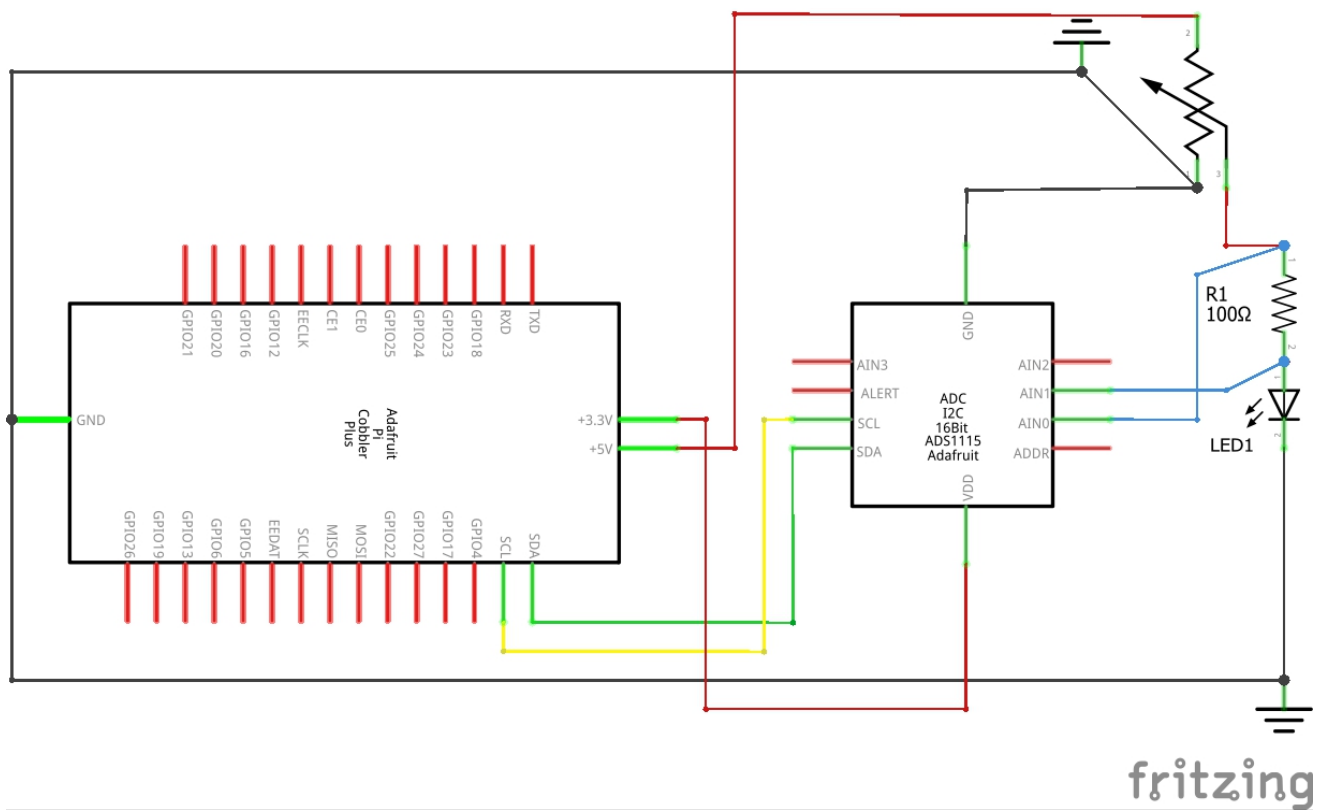 2
1
3
1
R1
100Ω
2
1
2
LED1
GPIO21
GPIO20
GPIO16
GPIO12
EECLK
CE1
CE0
GPIO25
GPIO24
GPIO23
GPIO18
RXD
TXD
GND
Adafruit
Pi
Cobbler
Plus
+3.3V
+5V
GPIO26
GPIO19
GPIO13
GPIO6
GPIO5
EEDAT
SCLK
MISO
MOSI
GPIO22
GPIO27
GPIO17
GPIO4
SCL
SDA
GND
AIN3
ALERT
SCL
SDA
ADC
I2C
16Bit
ADS1115
Adafruit
AIN2
AIN1
AIN0
ADDR
VDD
fritzing